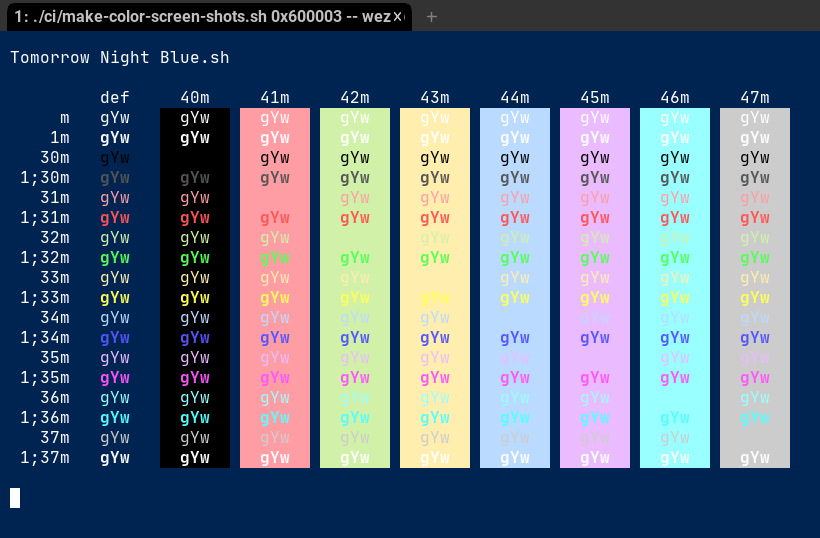 1: ./ci/make-color-screen-shots.sh 0x600003 -- wez
Tomorrow Night Blue.sh
def 40m 41m 42m 43m 44m 45m 46m 47m
m gYw gYw gYw gYw gYw gYw gYw gYw gYw
1m gYw gYw gYw gYw gYw gYw gYw gYw gYw
30m gYw gYw gYw gYw gYw gYw gYw gYw
1;30m gYw gYw gYw gYw gYw gYw gYw gYw gYw
31m gYw gYw gYw gYw gYw gYw gYw gYw
1;31m gYw gYw gYw gYw gYw gYw gYw gYw gYw
32m gYw gYw gYw gYw gYw gYw gYw gYw
1;32m gYw gYw gYw gYw gYw gYw gYw gYw gYw
33m gYw gYw gYw gYw gYw gYw gYw gYw
1;33m gYw gYw gYw gYw gYw gYw gYw gYw gYw
34m gYw gYw gYw gYw gYw gYw gYw gYw
1;34m gYw gYw gYw gYw gYw gYw gYw gYw gYw
35m gYw gYw gYw gYw gYw gYw gYw gYw
1;35m gYw gYw gYw gYw gYw gYw gYw gYw gYw
36m gYw gYw gYw gYw gYw gYw gYw gYw
1;36m gYw gYw gYw gYw gYw gYw gYw gYw gYw
37m gYw gYw gYw gYw gYw gYw gYw gYw
1;37m gYw gYw gYw gYw gYw gYw gYw gYw gYw